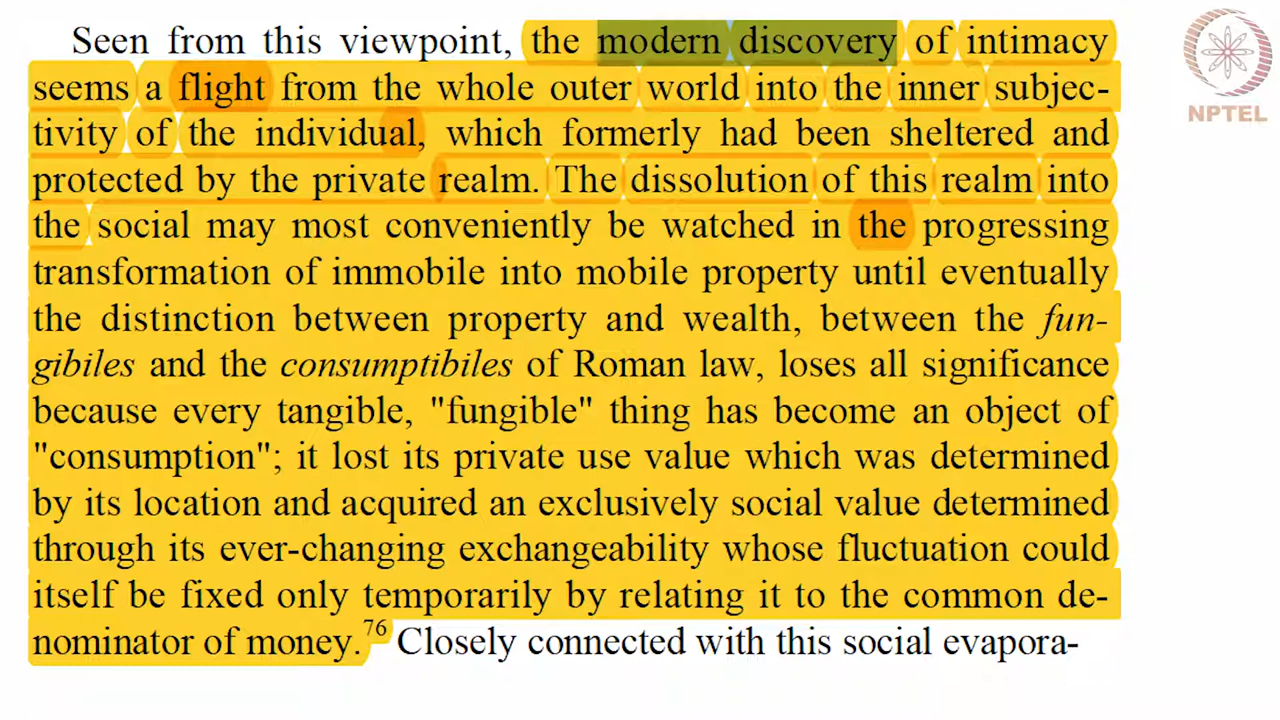 Seen from this viewpoint, the modern discovery of intimacy
seems a flight from the whole outer world into the inner subjec-
tivity of the individual, which formerly had been sheltered and
protected by the private realm. The dissolution of this realm into
the social may most conveniently be watched in the progressing
transformation of immobile into mobile property until eventually
the distinction between property and wealth, between the fun-
gibiles and the consumptibiles of Roman law, loses all significance
because every tangible, "fungible" thing has become an object of
"consumption"; it lost its private use value which was determined
by its location and acquired an exclusively social value determined
through its ever-changing exchangeability whose fluctuation could
itself be fixed only temporarily by relating it to the common de-
nominator of money.76 Closely connected with this social evapora-
NPTEL